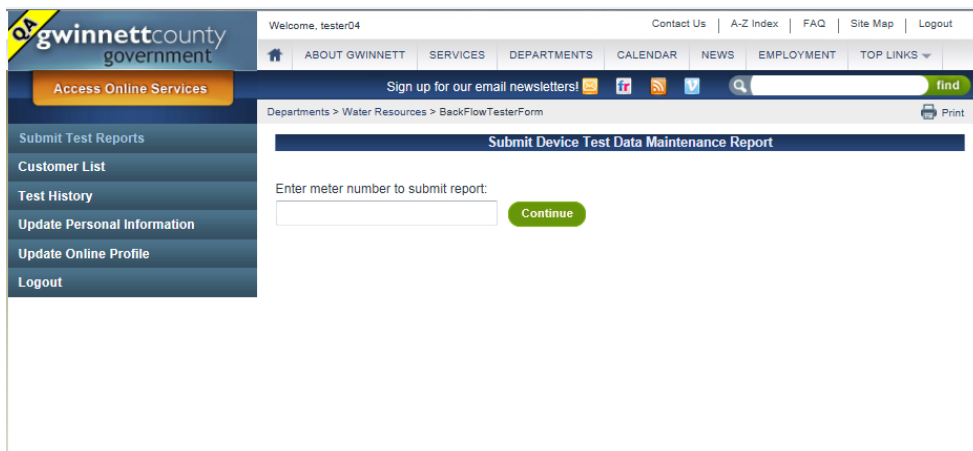 QA
gwinnettcounty
government
Welcome, tester04
Contact Us | A-Z Index | FAQ | Site Map | Logout
ABOUT GWINNETT SERVICES DEPARTMENTS CALENDAR NEWS EMPLOYMENT TOP LINKS
Access Online Services
Sign up for our email newsletters!
fr
find
Departments > Water Resources > BackFlowTesterForm
Print
Submit Test Reports
Customer List
Test History
Update Personal Information
Update Online Profile
Logout
Submit Device Test Data Maintenance Report
Enter meter number to submit report:
Continue